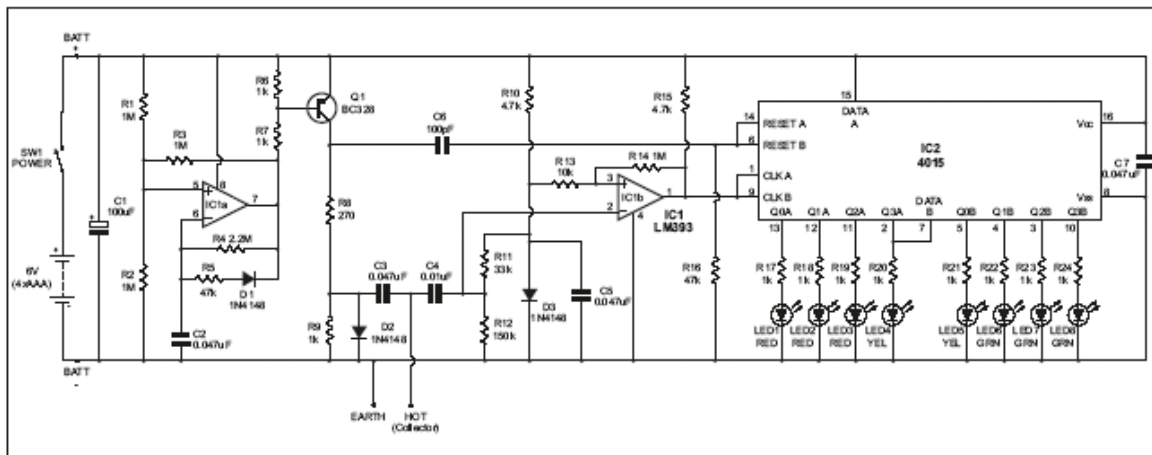 BATT
+
SW1
POWER
6V
(4xAAA)
BATT
-
C1
100uF
R1
1M
R2
1M
R3
1M
IC1a
5
6
7
8
R4 2.2M
R5
47k
D1
1N4148
C2
0.047uF
R6
1k
R7
1k
Q1
BC328
R8
270
R9
1k
C3
0.047uF
D2
1N4148
C4
0.01uF
EARTH
HOT
(Collector)
C6
100pF
R10
4.7k
R11
33k
R12
150k
R13
10k
R14 1M
D3
1N4148
C5
0.047uF
IC1b
3
2
1
4
IC1
LM393
R15
4.7k
R16
47k
15
DATA
A
14
RESET A
6
RESET B
IC2
4015
1
CLK A
9
CLK B
Vcc
16
Vss
8
C7
0.047uF
DATA
B
Q0A
Q1A
Q2A
Q3A
Q0B
Q1B
Q2B
Q3B
13
12
11
2
7
5
4
3
10
R17
1k
R18
1k
R19
1k
R20
1k
R21
1k
R22
1k
R23
1k
R24
1k
LED1
RED
LED2
RED
LED3
RED
LED4
YEL
LED5
YEL
LED6
GRN
LED7
GRN
LED8
GRN